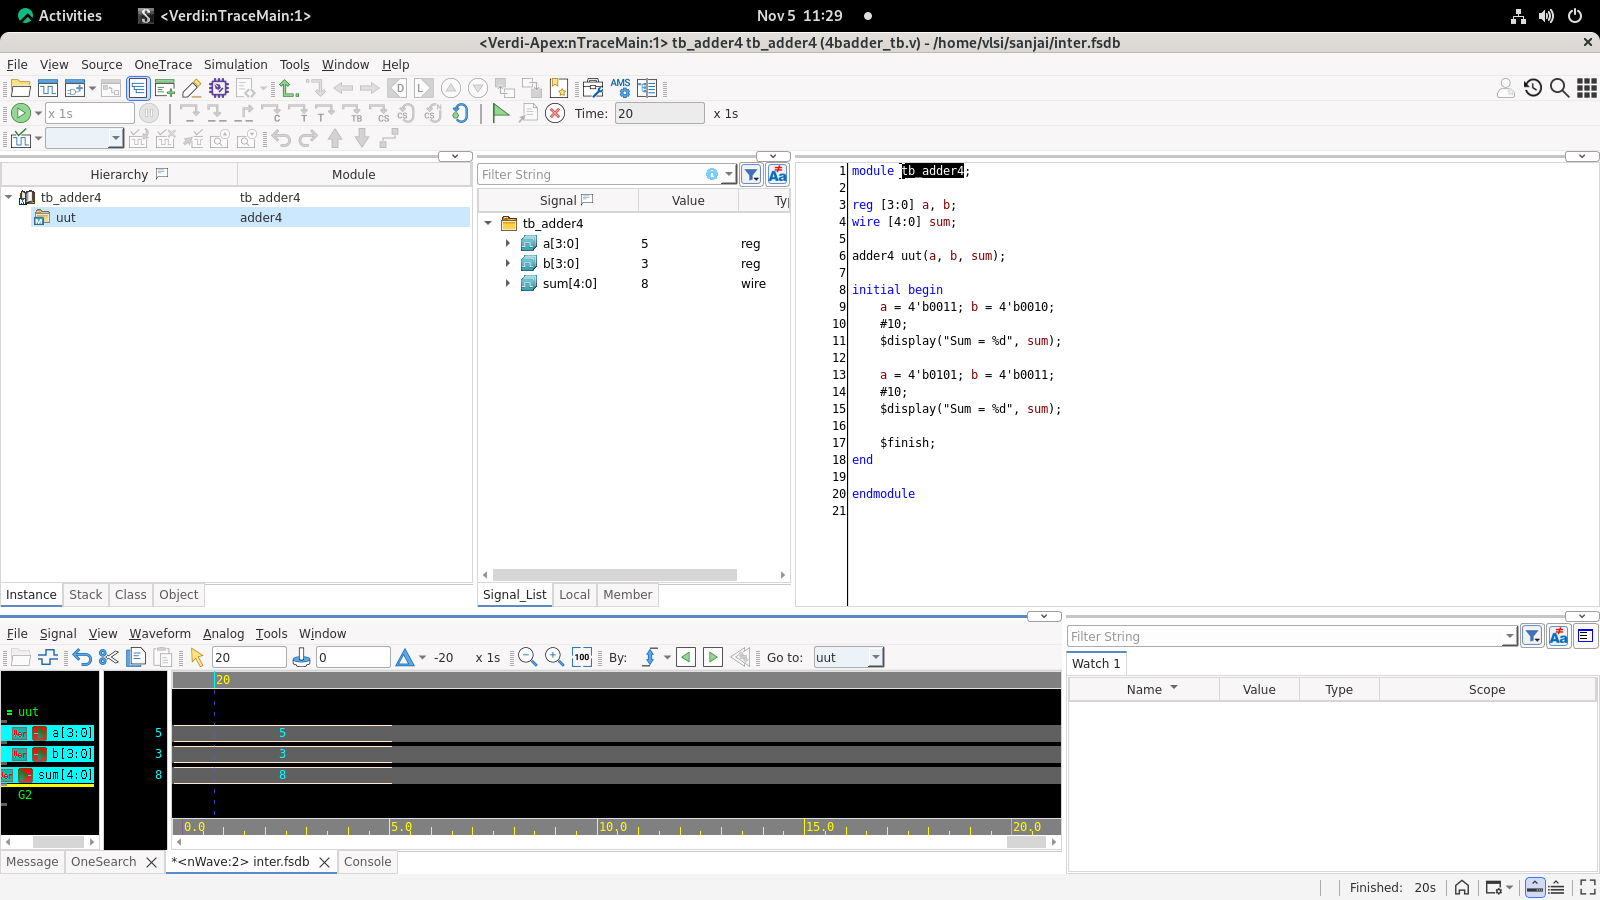 Activities
<Verdi:nTraceMain:1>
Nov 5 11:29
<Verdi-Apex:nTraceMain:1> tb_adder4 tb_adder4 (4badder_tb.v) - /home/vlsi/sanjai/inter.fsdb
File View Source OneTrace Simulation Tools Window Help
AMS
x 1s
Time: 20 x 1s
Hierarchy Module
tb_adder4 tb_adder4
uut adder4
Instance Stack Class Object
Filter String
Signal Value Ty
tb_adder4
a[3:0] 5 reg
b[3:0] 3 reg
sum[4:0] 8 wire
Signal_List Local Member
1 module tb_adder4;
2
3 reg [3:0] a, b;
4 wire [4:0] sum;
5
6 adder4 uut(a, b, sum);
7
8 initial begin
9 a = 4'b0011; b = 4'b0010;
10 #10;
11 $display("Sum = %d", sum);
12
13 a = 4'b0101; b = 4'b0011;
14 #10;
15 $display("Sum = %d", sum);
16
17 $finish;
18 end
19
20 endmodule
21
File Signal View Waveform Analog Tools Window
20 0 -20 x 1s 100 By: Go to: uut
20
= uut
a[3:0] 5 5
b[3:0] 3 3
sum[4:0] 8 8
G2
0.0 5.0 10.0 15.0 20.0
Message OneSearch *<nWave:2> inter.fsdb Console
Filter String
Watch 1
Name Value Type Scope
Finished: 20s